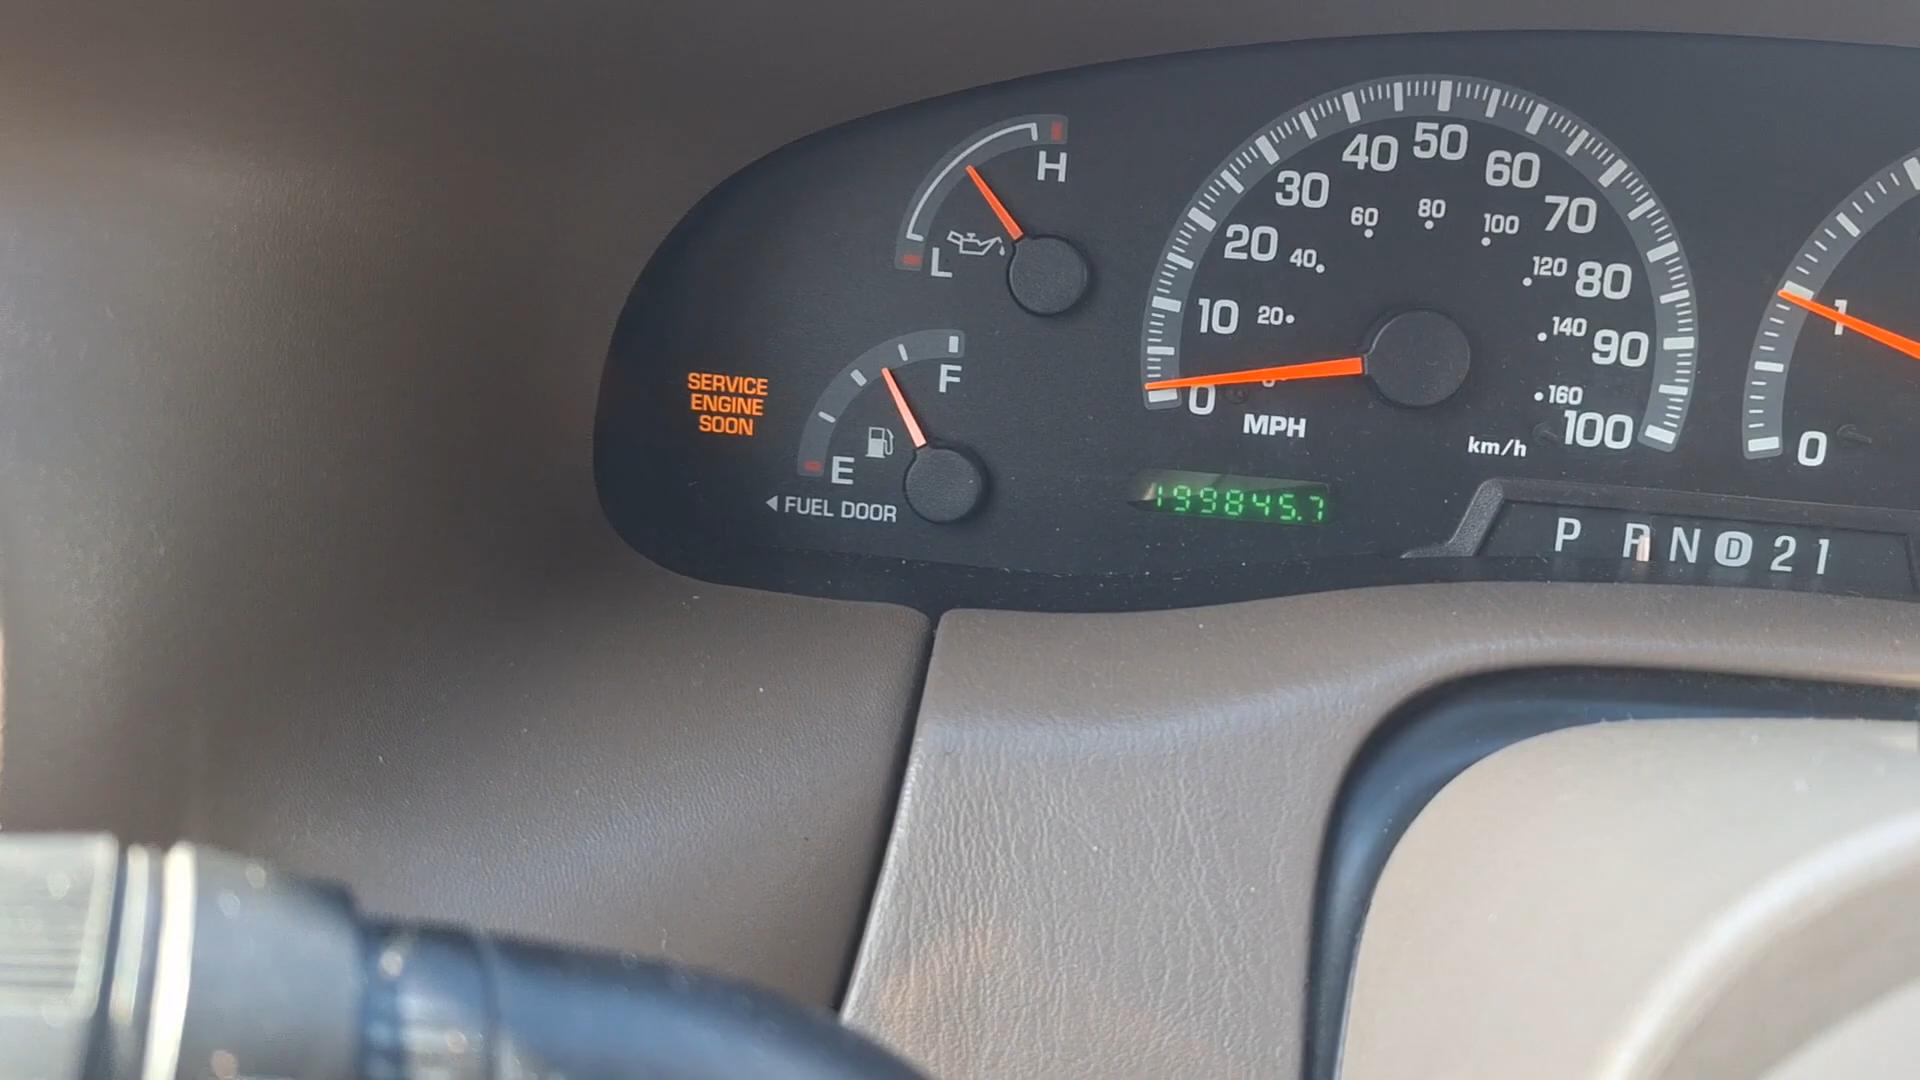 H
L
SERVICE
ENGINE
SOON
F
E
◀ FUEL DOOR
0 10 20 30 40 50 60 70 80 90 100
20 40 60 80 100 120 140 160
MPH
km/h
199845.7
0 1
P R N D 2 1